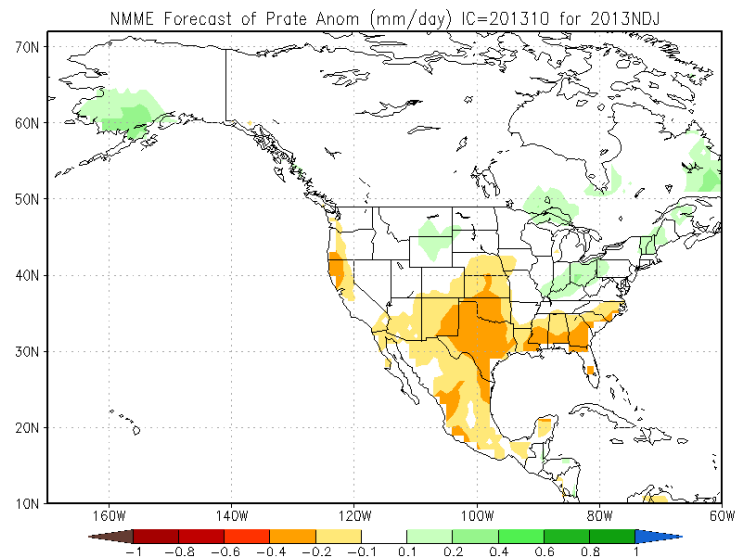 NMME Forecast of Prate Anom (mm/day) IC=201310 for 2013NDJ
70N
60N
50N
40N
30N
20N
10N
160W 140W 120W 100W 80W 60W
-1 -0.8 -0.6 -0.4 -0.2 -0.1 0.1 0.2 0.4 0.6 0.8 1